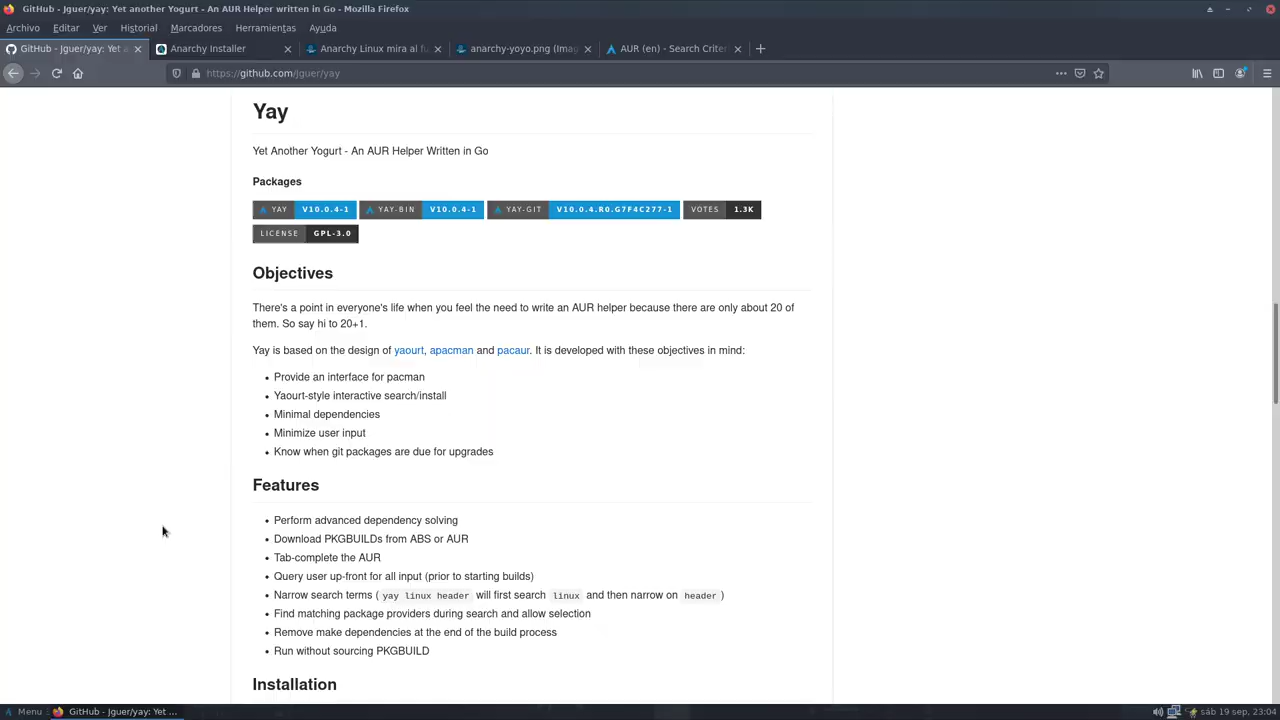 GitHub - Jguer/yay: Yet another Yogurt - An AUR Helper written in Go - Mozilla Firefox
Archivo Editar Ver Historial Marcadores Herramientas Ayuda
GitHub - Jguer/yay: Yet a
Anarchy Installer
Anarchy Linux mira al fu
anarchy-yoyo.png (Imag
AUR (en) - Search Criter
https://github.com/Jguer/yay
Yay
Yet Another Yogurt - An AUR Helper Written in Go
Packages
YAY V10.0.4-1 YAY-BIN V10.0.4-1 YAY-GIT V10.0.4.R0.G7F4C277-1 VOTES 1.3K
LICENSE GPL-3.0
Objectives
There's a point in everyone's life when you feel the need to write an AUR helper because there are only about 20 of
them. So say hi to 20+1.
Yay is based on the design of yaourt, apacman and pacaur. It is developed with these objectives in mind:
• Provide an interface for pacman
• Yaourt-style interactive search/install
• Minimal dependencies
• Minimize user input
• Know when git packages are due for upgrades
Features
• Perform advanced dependency solving
• Download PKGBUILDs from ABS or AUR
• Tab-complete the AUR
• Query user up-front for all input (prior to starting builds)
• Narrow search terms ( yay linux header will first search linux and then narrow on header )
• Find matching package providers during search and allow selection
• Remove make dependencies at the end of the build process
• Run without sourcing PKGBUILD
Installation
Menu GitHub - Jguer/yay: Yet ... sáb 19 sep, 23:04